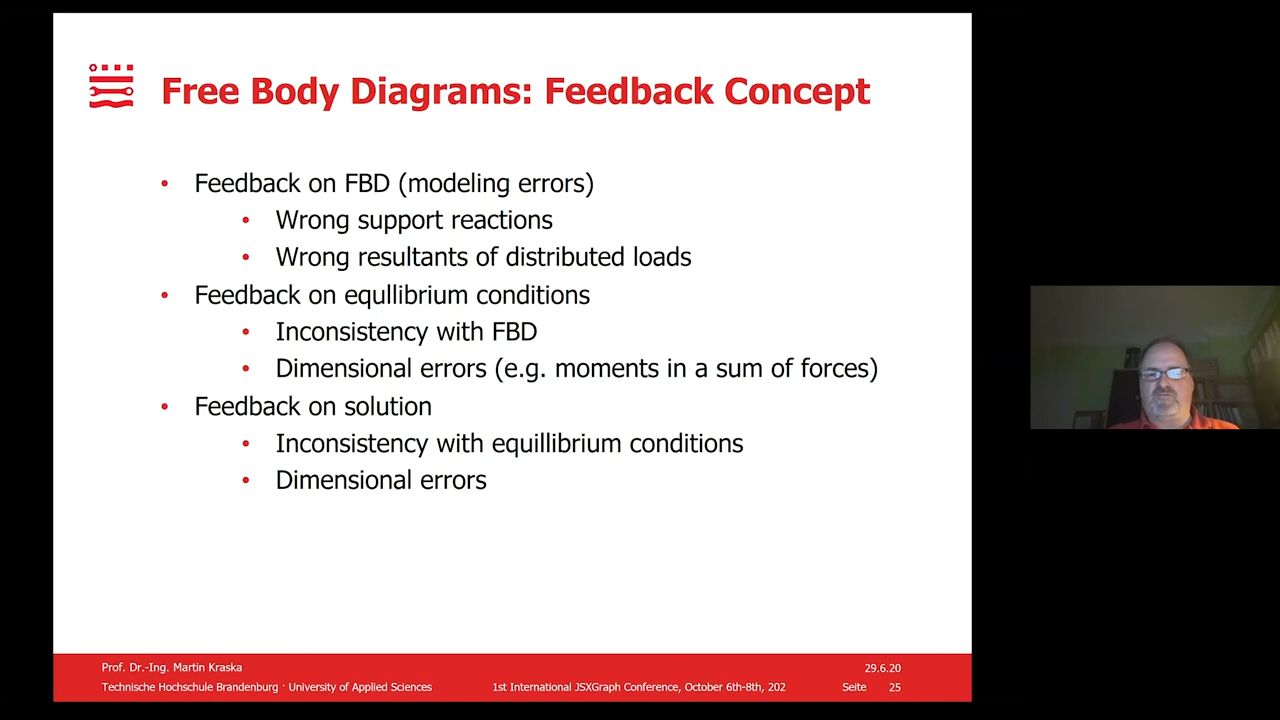 Free Body Diagrams: Feedback Concept
• Feedback on FBD (modeling errors)
• Wrong support reactions
• Wrong resultants of distributed loads
• Feedback on equllibrium conditions
• Inconsistency with FBD
• Dimensional errors (e.g. moments in a sum of forces)
• Feedback on solution
• Inconsistency with equillibrium conditions
• Dimensional errors
Prof. Dr.-Ing. Martin Kraska
29.6.20
Technische Hochschule Brandenburg · University of Applied Sciences
1st International JSXGraph Conference, October 6th-8th, 202
Seite 25